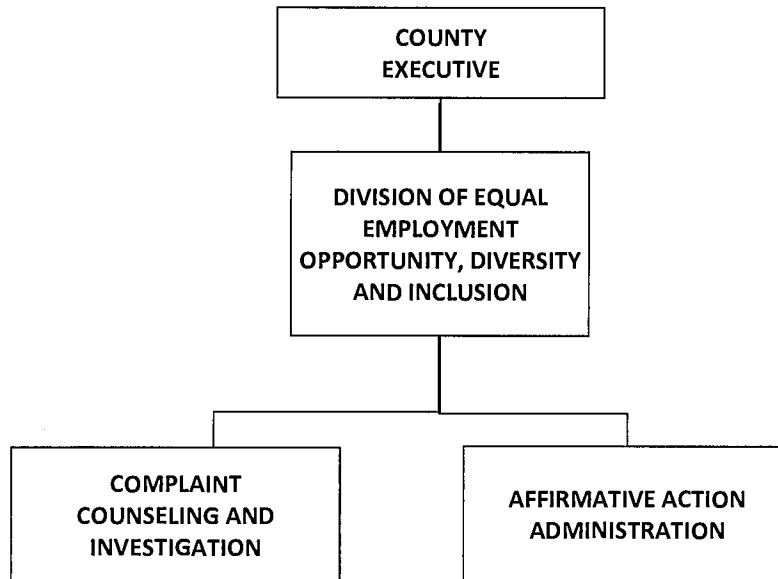 COUNTY
EXECUTIVE
DIVISION OF EQUAL
EMPLOYMENT
OPPORTUNITY, DIVERSITY
AND INCLUSION
COMPLAINT
COUNSELING AND
INVESTIGATION
AFFIRMATIVE ACTION
ADMINISTRATION